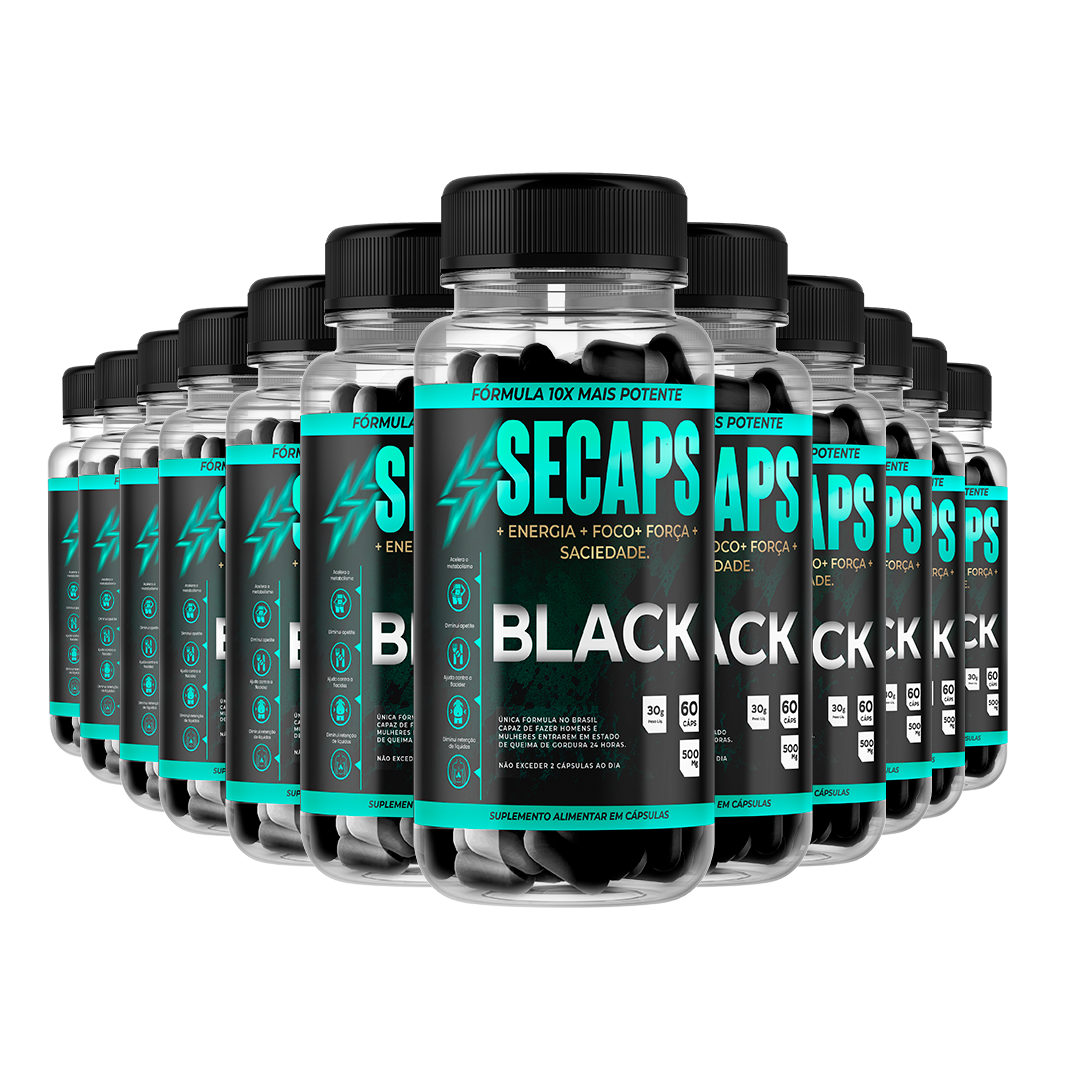 FÓRMULA 10X MAIS POTENTE
SECAPS
+ ENERGIA + FOCO+ FORÇA +
SACIEDADE.
Acelera o
metabolismo
Diminui apetite
Ajuda contra a
flacidez
Diminui retenção
de líquidos
BLACK
30g
Peso Líq.
60
CÁPS
500
Mg
ÚNICA FÓRMULA NO BRASIL
CAPAZ DE FAZER HOMENS E
MULHERES ENTRAREM EM ESTADO
DE QUEIMA DE GORDURA 24 HORAS.
NÃO EXCEDER 2 CÁPSULAS AO DIA
SUPLEMENTO ALIMENTAR EM CÁPSULAS